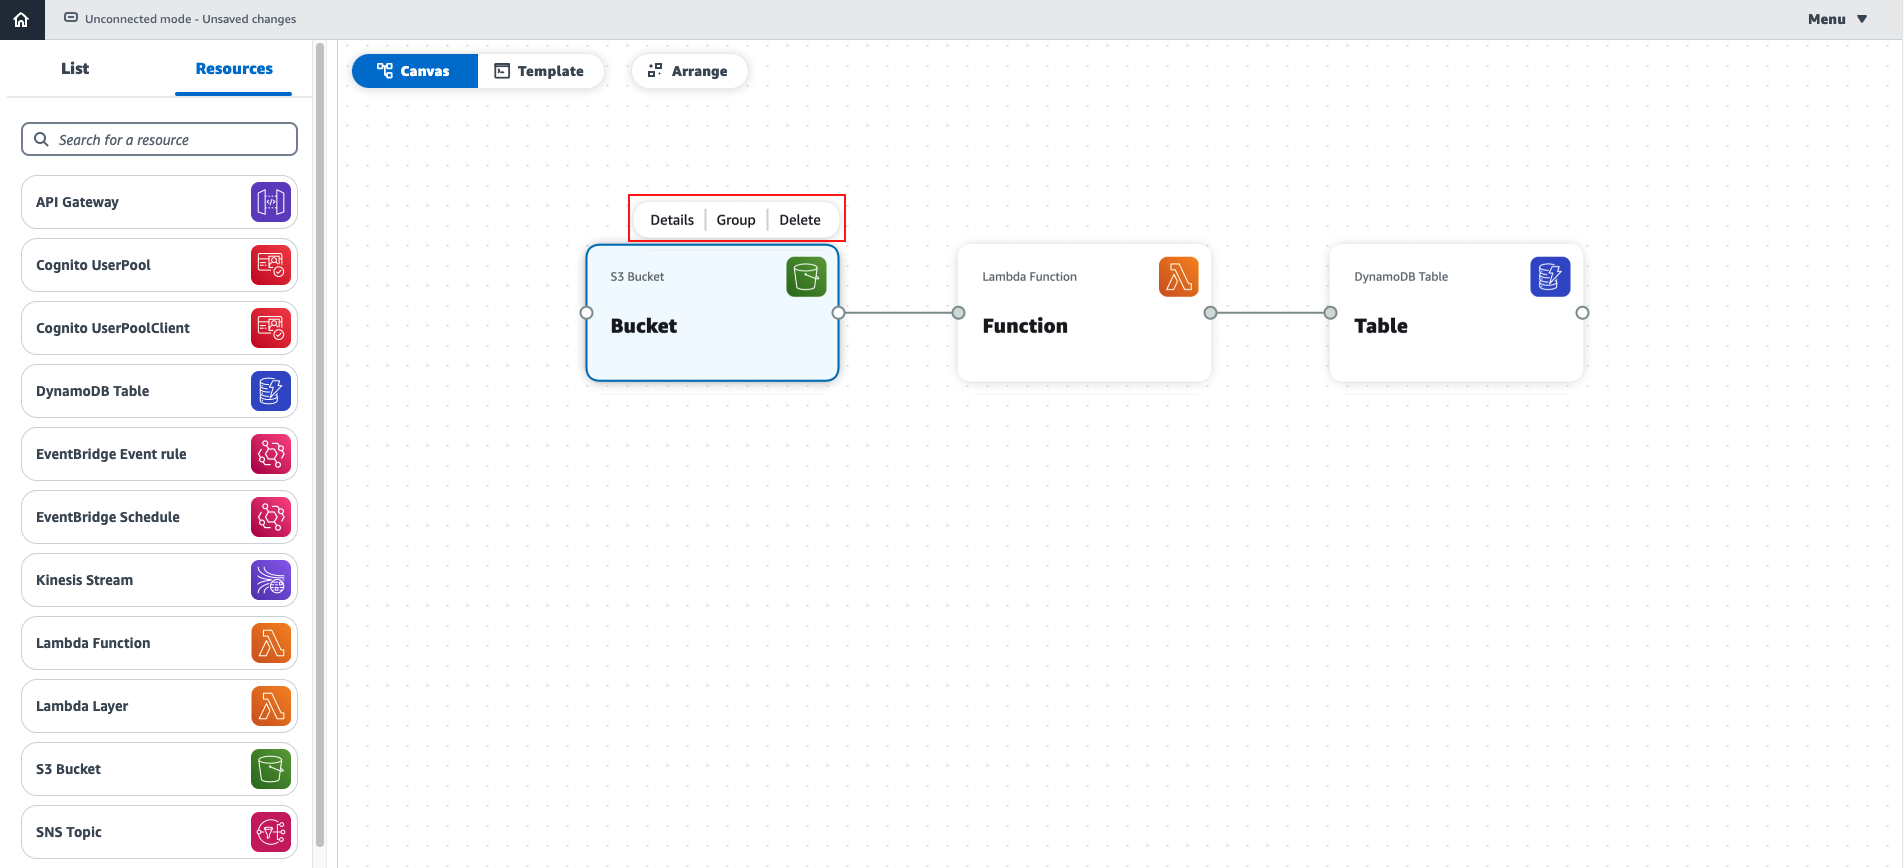 Unconnected mode - Unsaved changes
Menu
List
Resources
Canvas
Template
Arrange
Search for a resource
API Gateway
Cognito UserPool
Cognito UserPoolClient
DynamoDB Table
EventBridge Event rule
EventBridge Schedule
Kinesis Stream
Lambda Function
Lambda Layer
S3 Bucket
SNS Topic
Details
Group
Delete
S3 Bucket
Bucket
Lambda Function
Function
DynamoDB Table
Table